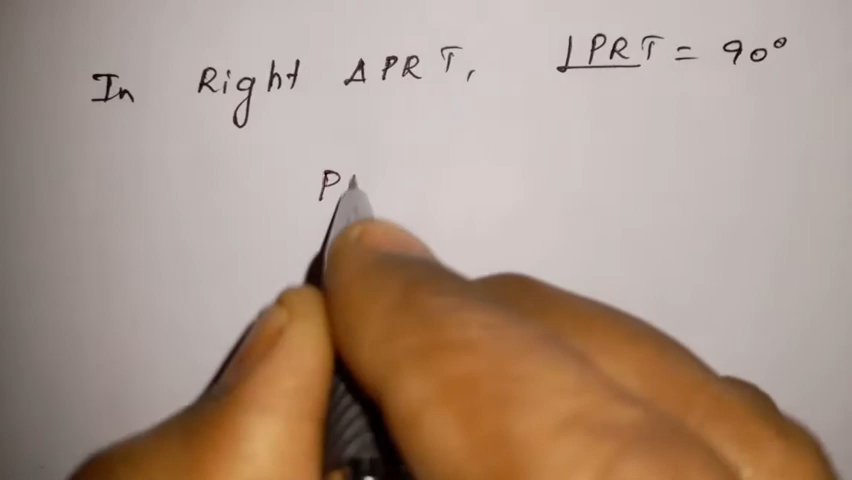 In Right ΔPRT, ∠PRT = 90°
P